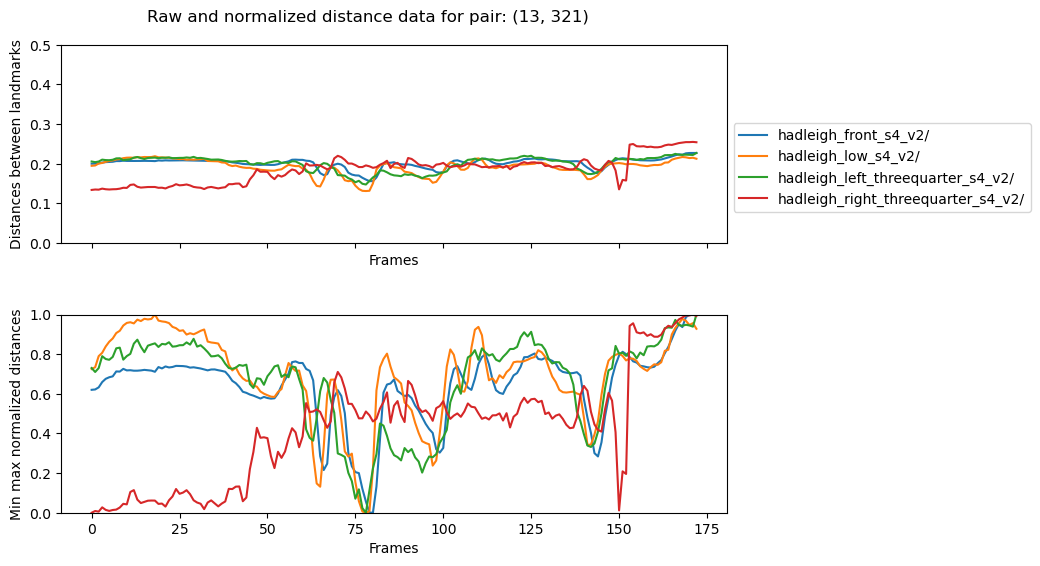 Raw and normalized distance data for pair: (13, 321)
Distances between landmarks
0.5
0.4
0.3
0.2
0.1
0.0
Frames
hadleigh_front_s4_v2/
hadleigh_low_s4_v2/
hadleigh_left_threequarter_s4_v2/
hadleigh_right_threequarter_s4_v2/
Min max normalized distances
1.0
0.8
0.6
0.4
0.2
0.0
0 25 50 75 100 125 150 175
Frames